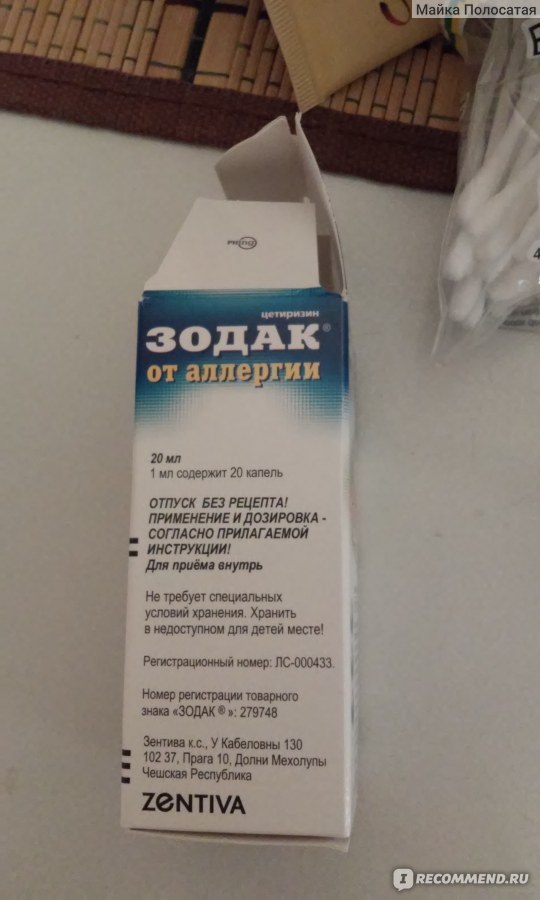 Майка Полосатая
цетиризин
ЗОДАК®
от аллергии
20 мл
1 мл содержит 20 капель
ОТПУСК БЕЗ РЕЦЕПТА!
ПРИМЕНЕНИЕ И ДОЗИРОВКА -
СОГЛАСНО ПРИЛАГАЕМОЙ
ИНСТРУКЦИИ!
Для приёма внутрь
Не требует специальных
условий хранения. Хранить
в недоступном для детей месте!
Регистрационный номер: ЛС-000433.
Номер регистрации товарного
знака «ЗОДАК ® »: 279748
Зентива к.с., У Кабеловны 130
102 37, Прага 10, Долни Мехолупы
Чешская Республика
ZENTIVA
I RECOMMEND.RU